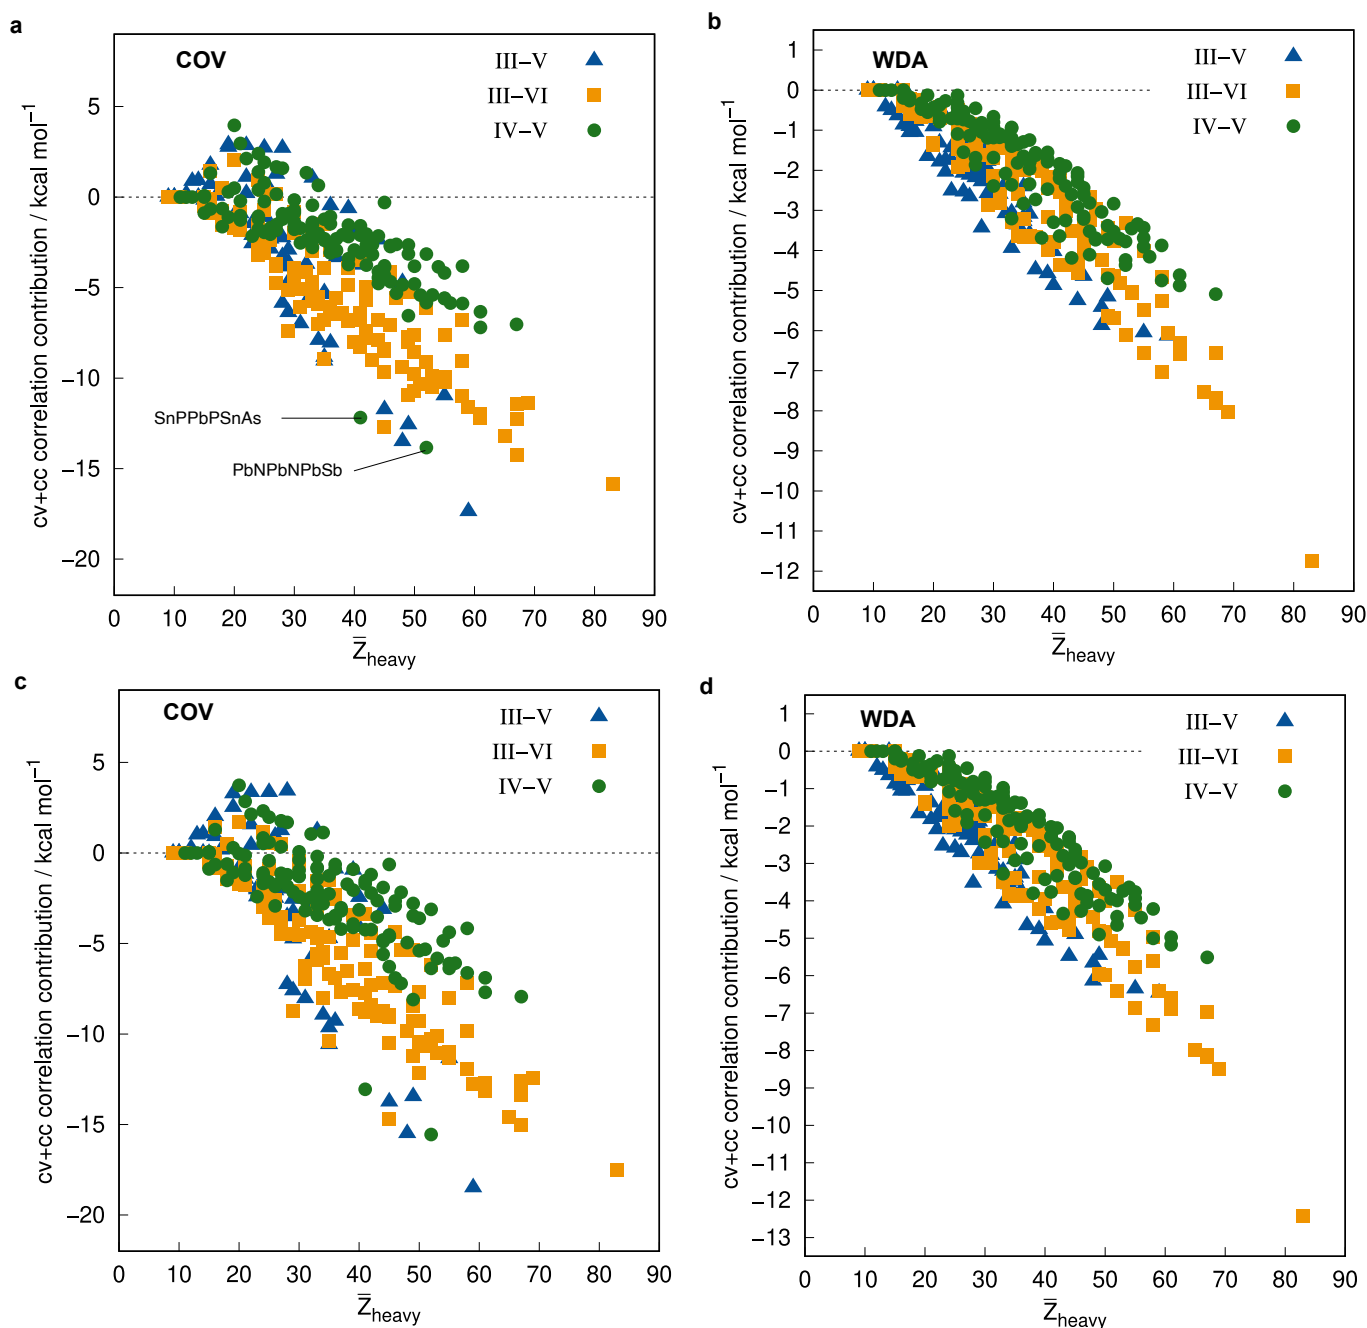 a
COV
III–V
III–VI
IV–V
5
0
−5
−10
−15
−20
SnPPbPSnAs
PbNPbNPbSb
cv+cc correlation contribution / kcal mol⁻¹
0 10 20 30 40 50 60 70 80 90
Z̅heavy
b
WDA
III–V
III–VI
IV–V
1
0
−1
−2
−3
−4
−5
−6
−7
−8
−9
−10
−11
−12
cv+cc correlation contribution / kcal mol⁻¹
0 10 20 30 40 50 60 70 80 90
Z̅heavy
c
COV
III–V
III–VI
IV–V
5
0
−5
−10
−15
−20
cv+cc correlation contribution / kcal mol⁻¹
0 10 20 30 40 50 60 70 80 90
Z̅heavy
d
WDA
III–V
III–VI
IV–V
1
0
−1
−2
−3
−4
−5
−6
−7
−8
−9
−10
−11
−12
−13
cv+cc correlation contribution / kcal mol⁻¹
0 10 20 30 40 50 60 70 80 90
Z̅heavy